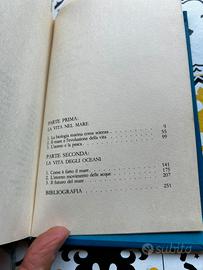 PARTE PRIMA:
LA VITA NEL MARE 9
1. La biologia marina come scienza 55
2. Il mare e l'evoluzione della vita 99
3. L'uomo e la pesca
PARTE SECONDA:
LA VITA DEGLI OCEANI 141
1. Come è fatto il mare 175
2. L'eterno movimento delle acque 207
3. Il futuro del mare
BIBLIOGRAFIA 251
subito